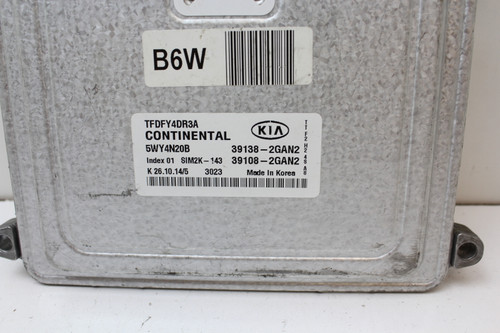 B6W
TFDFY4DR3A
CONTINENTAL
KIA
5WY4N20B 39138-2GAN2
Index 01 SIM2K-143 39108-2GAN2
K 26.10.14/5 3023 Made in Korea